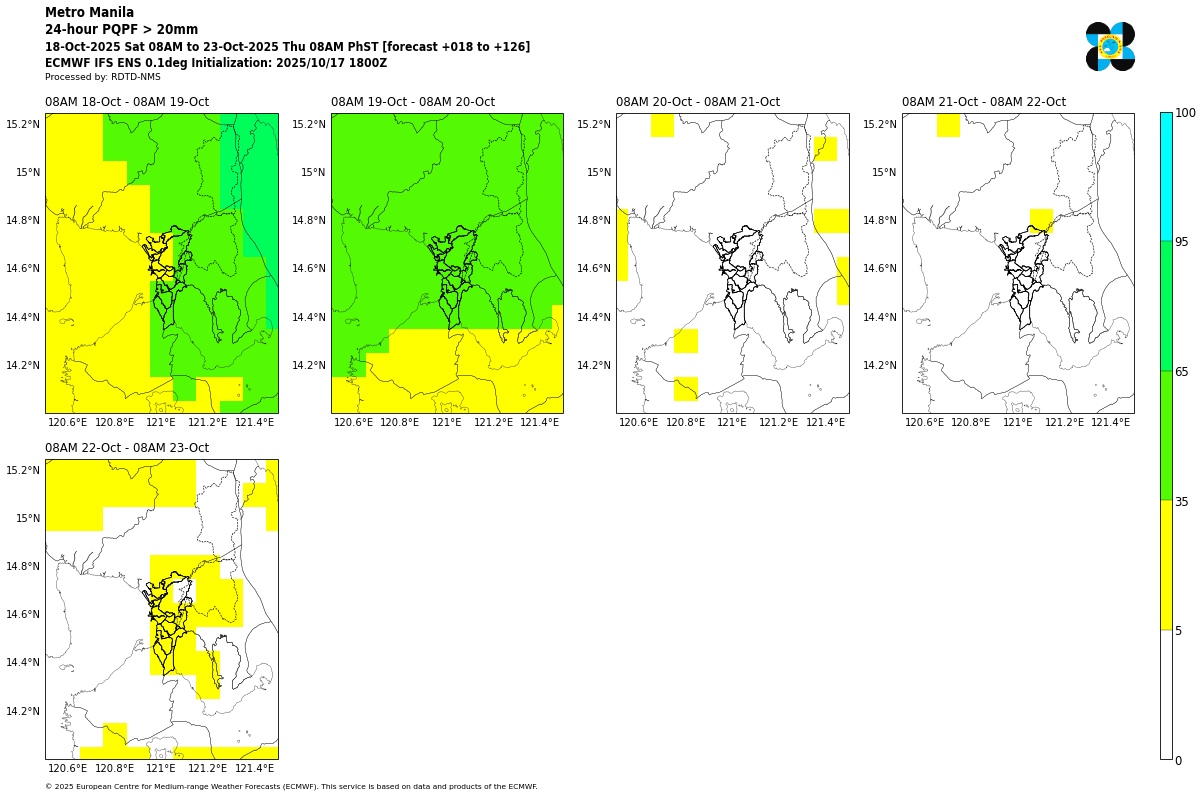 Metro Manila
24-hour PQPF > 20mm
18-Oct-2025 Sat 08AM to 23-Oct-2025 Thu 08AM PhST [forecast +018 to +126]
ECMWF IFS ENS 0.1deg Initialization: 2025/10/17 1800Z
Processed by: RDTD-NMS
08AM 18-Oct - 08AM 19-Oct
15.2°N
15°N
14.8°N
14.6°N
14.4°N
14.2°N
120.6°E 120.8°E 121°E 121.2°E 121.4°E
08AM 19-Oct - 08AM 20-Oct
15.2°N
15°N
14.8°N
14.6°N
14.4°N
14.2°N
120.6°E 120.8°E 121°E 121.2°E 121.4°E
08AM 20-Oct - 08AM 21-Oct
15.2°N
15°N
14.8°N
14.6°N
14.4°N
14.2°N
120.6°E 120.8°E 121°E 121.2°E 121.4°E
08AM 21-Oct - 08AM 22-Oct
15.2°N
15°N
14.8°N
14.6°N
14.4°N
14.2°N
120.6°E 120.8°E 121°E 121.2°E 121.4°E
100
95
65
35
5
0
08AM 22-Oct - 08AM 23-Oct
15.2°N
15°N
14.8°N
14.6°N
14.4°N
14.2°N
120.6°E 120.8°E 121°E 121.2°E 121.4°E
© 2025 European Centre for Medium-range Weather Forecasts (ECMWF). This service is based on data and products of the ECMWF.